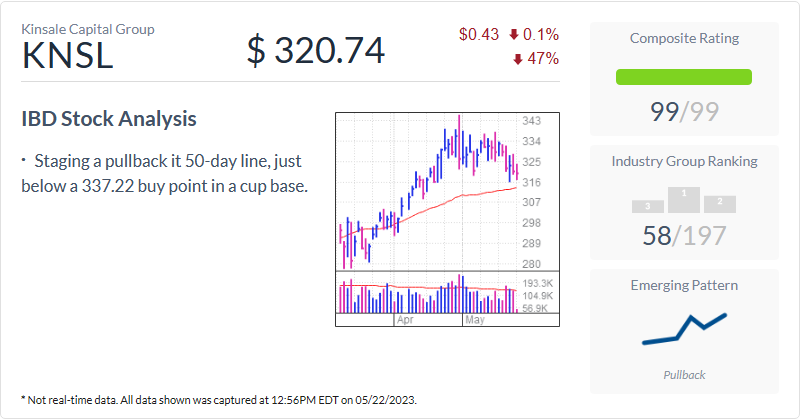 Kinsale Capital Group
KNSL
$ 320.74
$0.43 0.1%
47%
IBD Stock Analysis
· Staging a pullback it 50-day line, just
below a 337.22 buy point in a cup base.
343
334
325
316
307
298
289
280
193.3K
104.9K
56.9K
Apr May
Composite Rating
99/99
Industry Group Ranking
3 1 2
58/197
Emerging Pattern
Pullback
* Not real-time data. All data shown was captured at 12:56PM EDT on 05/22/2023.